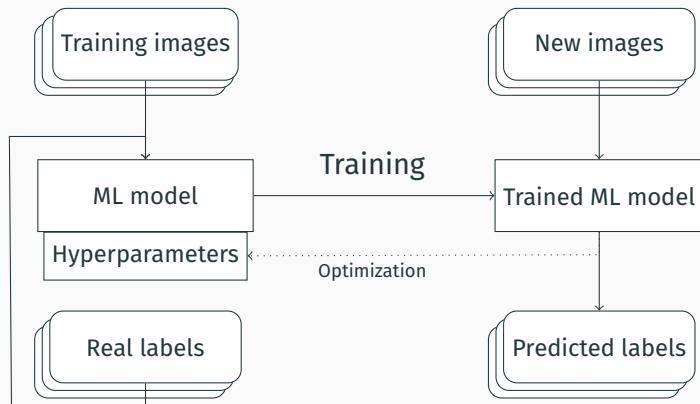 Training images
New images
Training
ML model
Trained ML model
Hyperparameters
Optimization
Real labels
Predicted labels